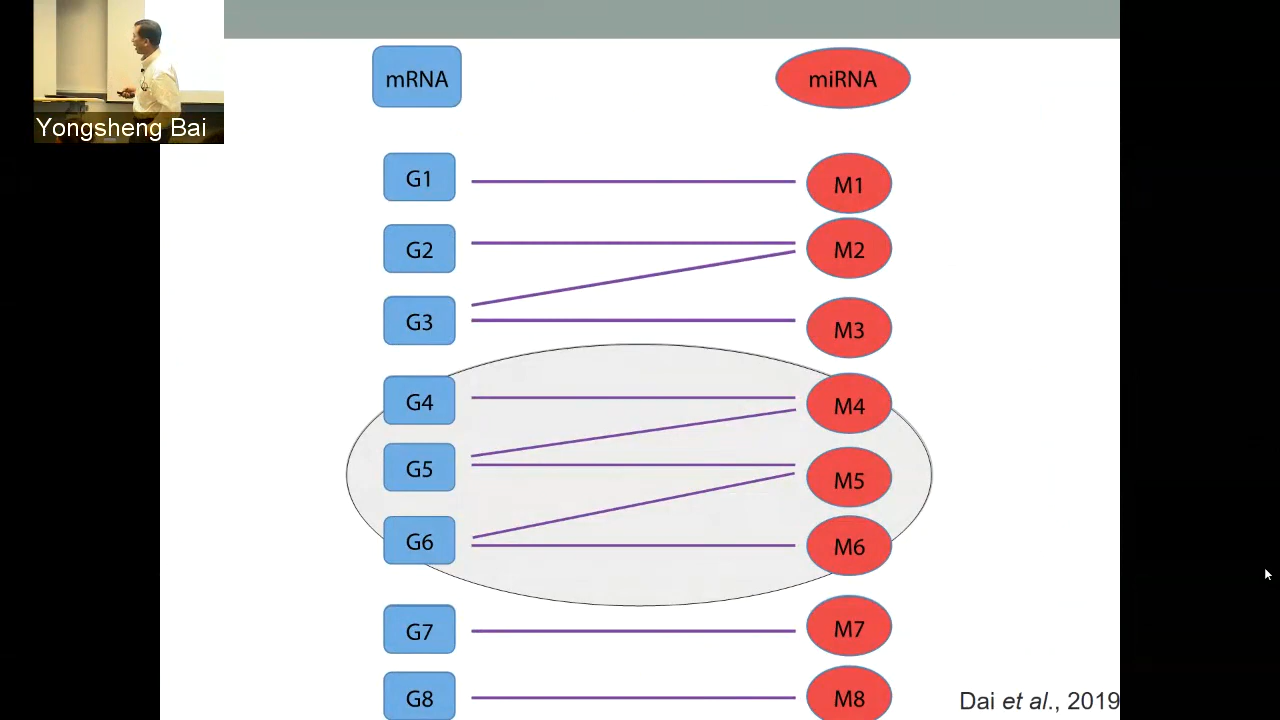 Yongsheng Bai
mRNA miRNA
G1 M1
G2 M2
G3 M3
G4 M4
G5 M5
G6 M6
G7 M7
G8 M8
Dai et al., 2019